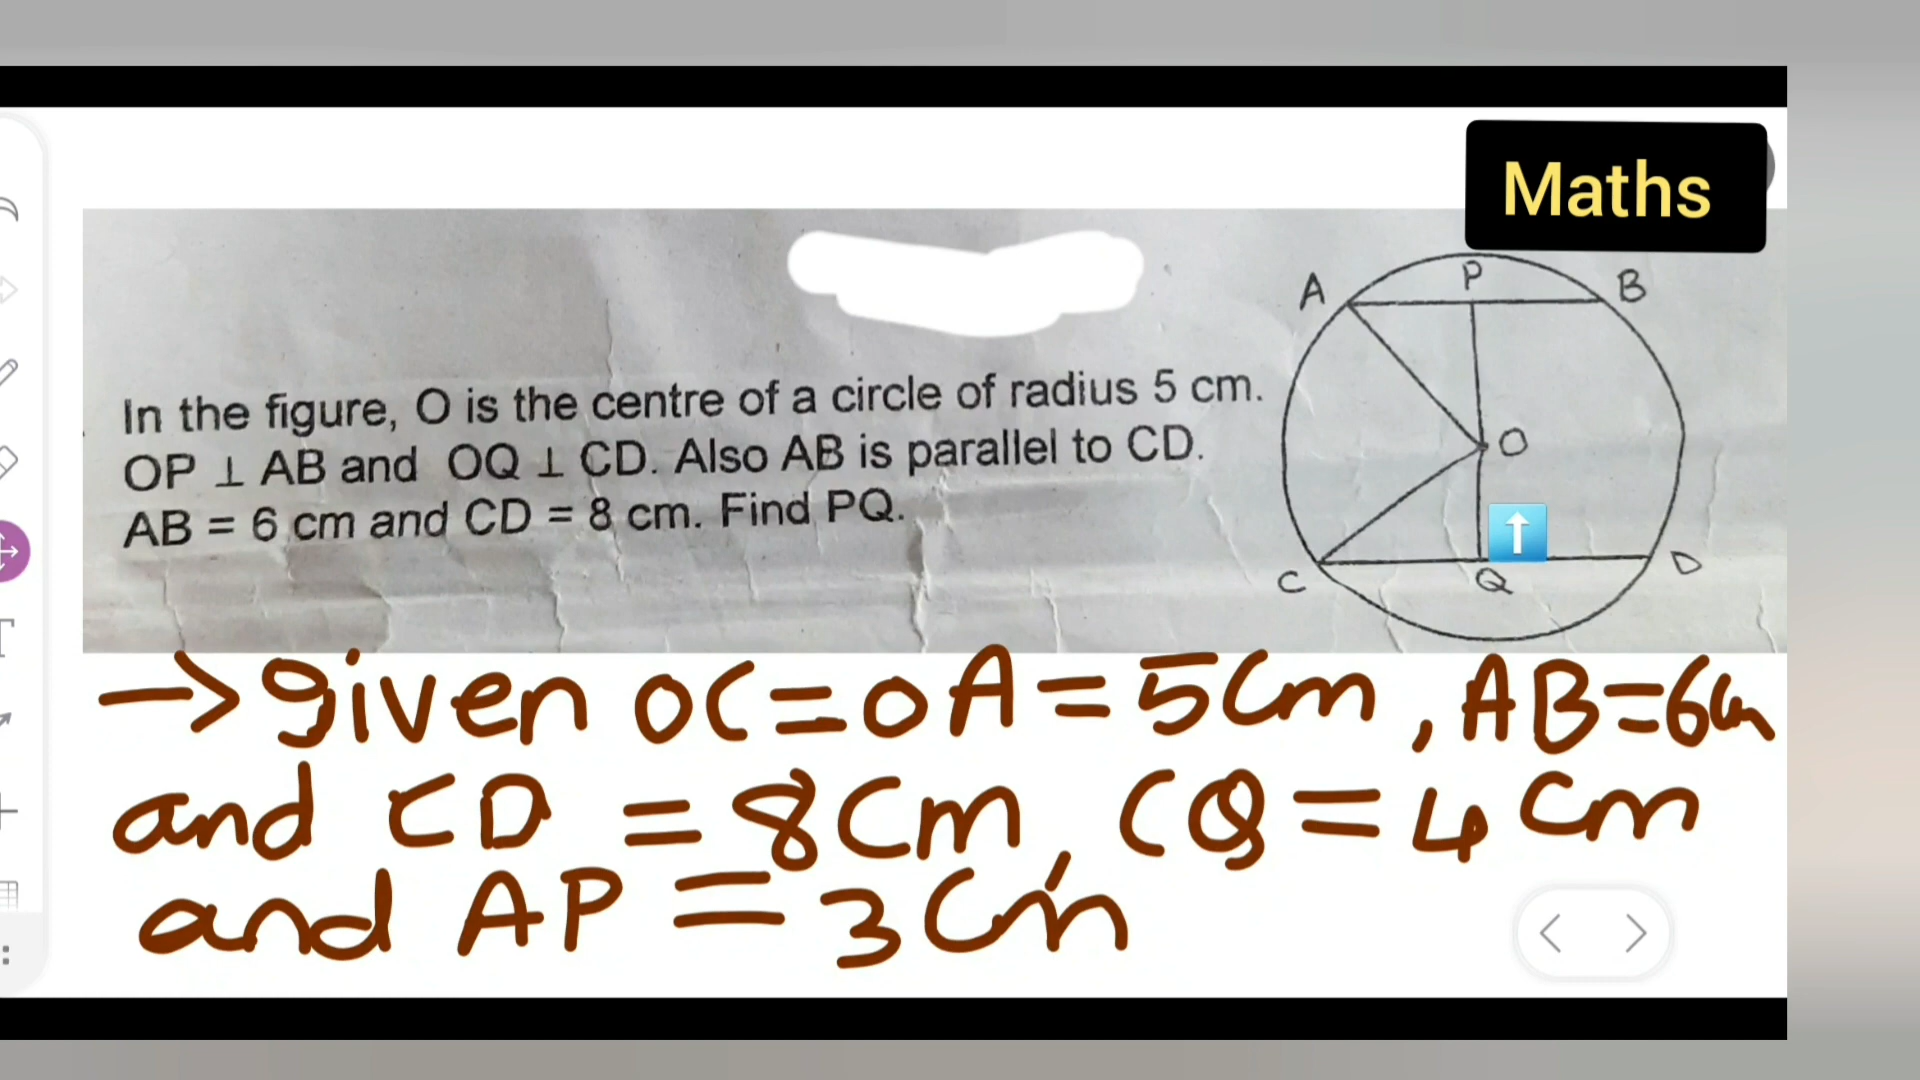 Maths
A P B
In the figure, O is the centre of a circle of radius 5 cm.
O
OP ⊥ AB and OQ ⊥ CD. Also AB is parallel to CD.
AB = 6 cm and CD = 8 cm. Find PQ.
C Q D
→ given OC=OA=5cm, AB=6cm
and CD = 8cm, CQ=4cm
and AP = 3cm